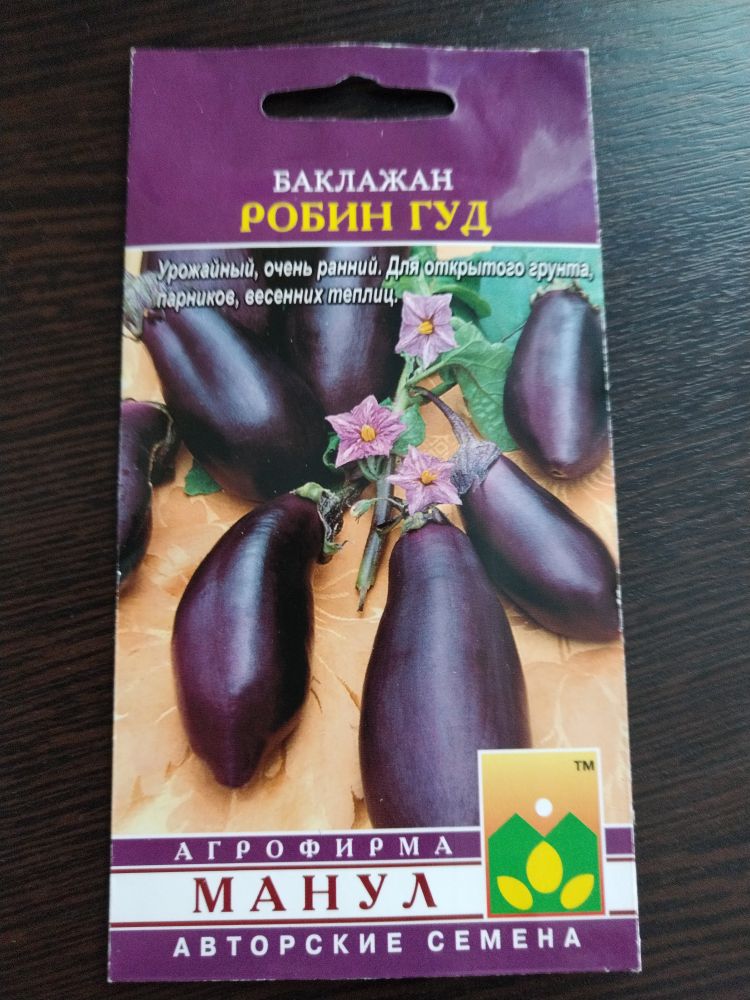 БАКЛАЖАН
РОБИН ГУД
Урожайный, очень ранний. Для открытого грунта,
парников, весенних теплиц.
TM
АГРОФИРМА
МАНУЛ
АВТОРСКИЕ СЕМЕНА